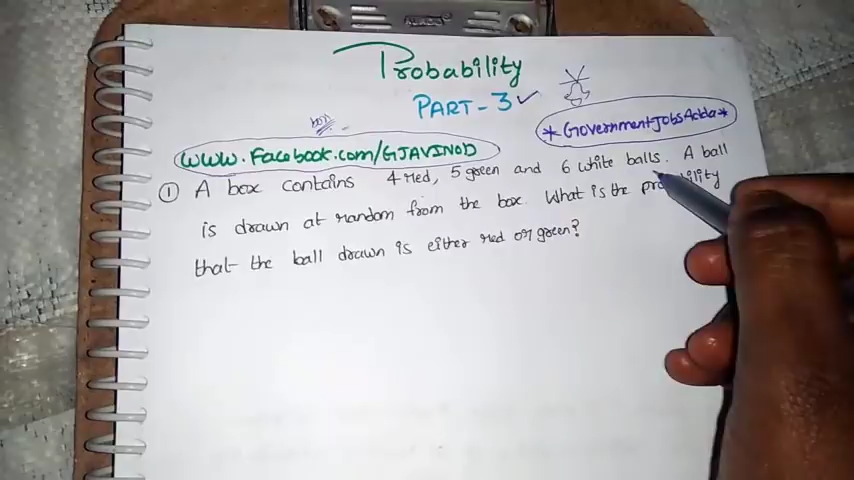 Probability
PART-3
*GovernmentJobsAdda*
www.Facebook.com/GJAVINOD
① A box contains 4 red, 5 green and 6 white balls. A ball
is drawn at random from the box. What is the probability
that the ball drawn is either red or green?